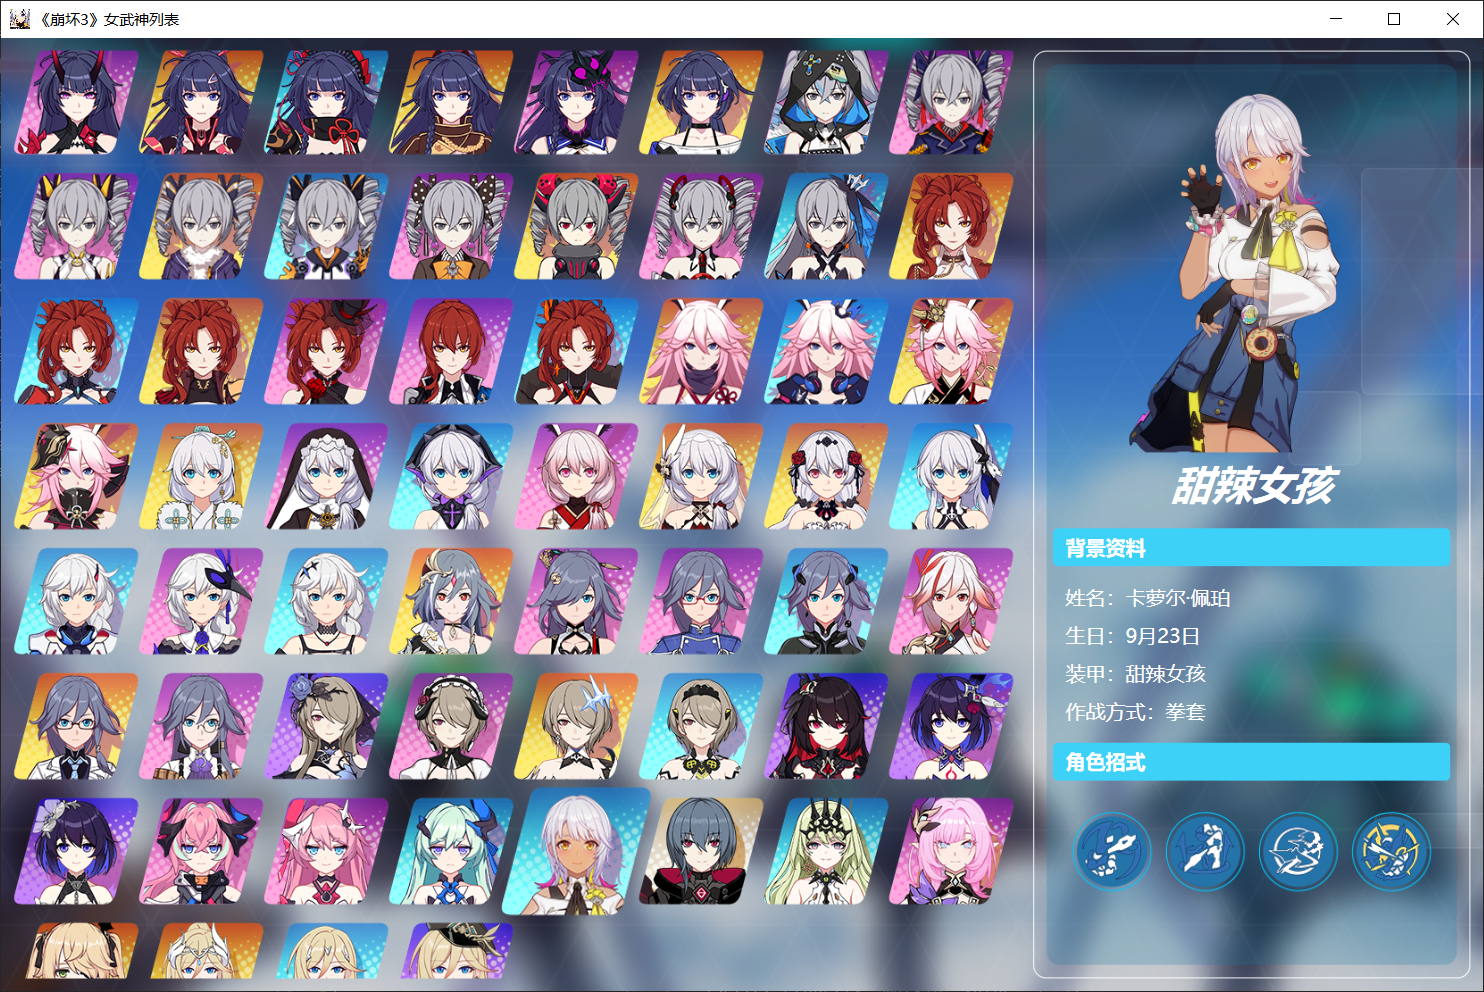 《崩坏3》女武神列表
甜辣女孩
背景资料
姓名：卡萝尔·佩珀
生日：9月23日
装甲：甜辣女孩
作战方式：拳套
角色招式